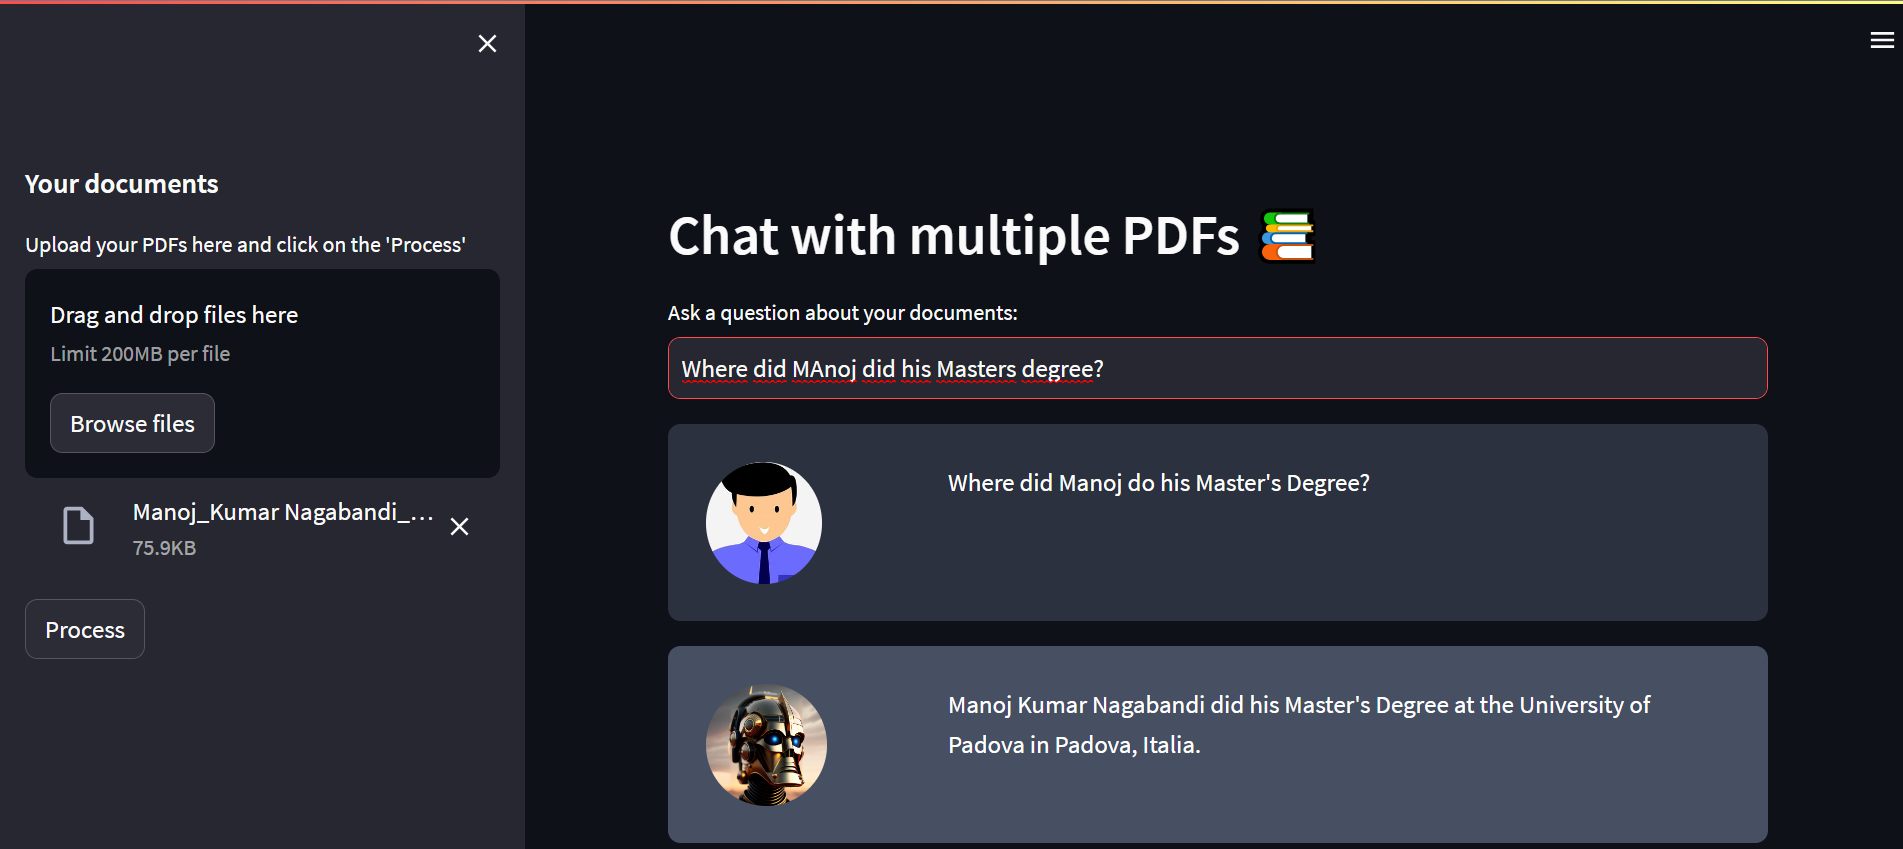 Your documents
Upload your PDFs here and click on the 'Process'
Drag and drop files here
Limit 200MB per file
Browse files
Manoj_Kumar Nagabandi_...
75.9KB
Process
Chat with multiple PDFs
Ask a question about your documents:
Where did MAnoj did his Masters degree?
Where did Manoj do his Master's Degree?
Manoj Kumar Nagabandi did his Master's Degree at the University of
Padova in Padova, Italia.